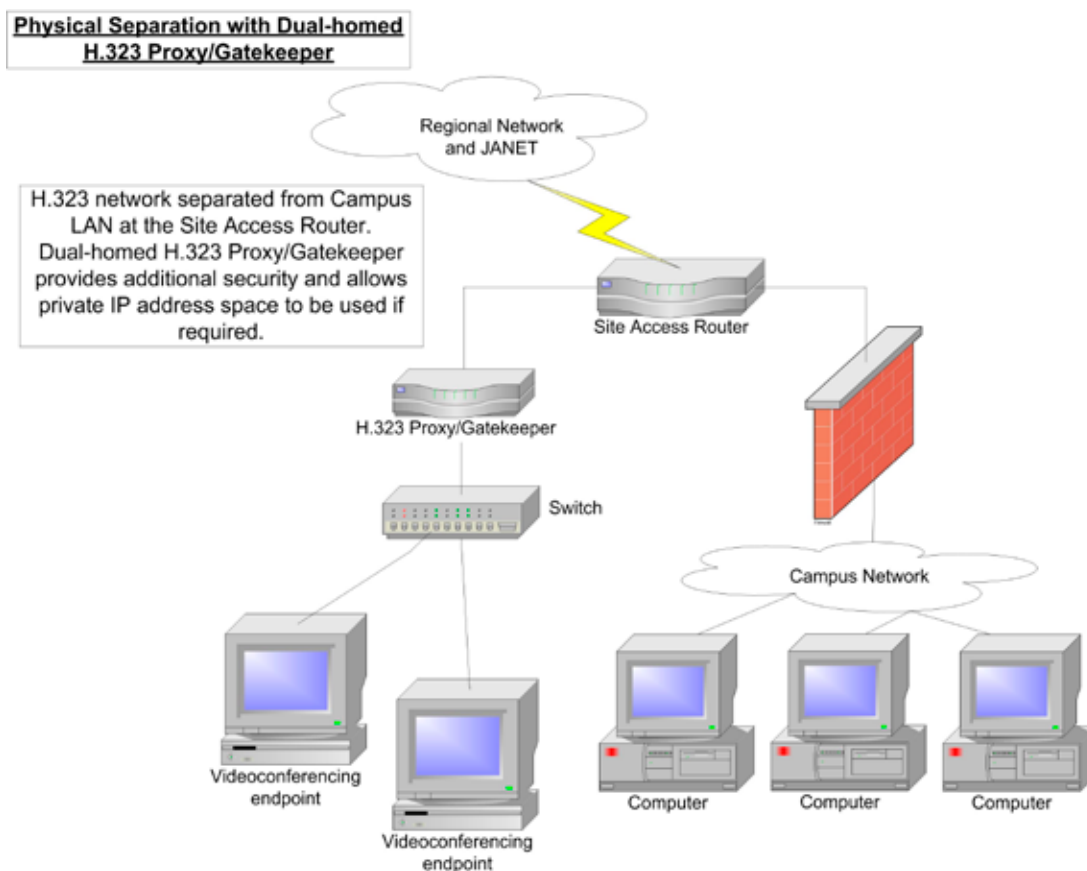 Physical Separation with Dual-homed
H.323 Proxy/Gatekeeper
Regional Network
and JANET
H.323 network separated from Campus
LAN at the Site Access Router.
Dual-homed H.323 Proxy/Gatekeeper
provides additional security and allows
private IP address space to be used if
required.
Site Access Router
H.323 Proxy/Gatekeeper
Switch
Campus Network
Videoconferencing
endpoint
Videoconferencing
endpoint
Computer
Computer
Computer